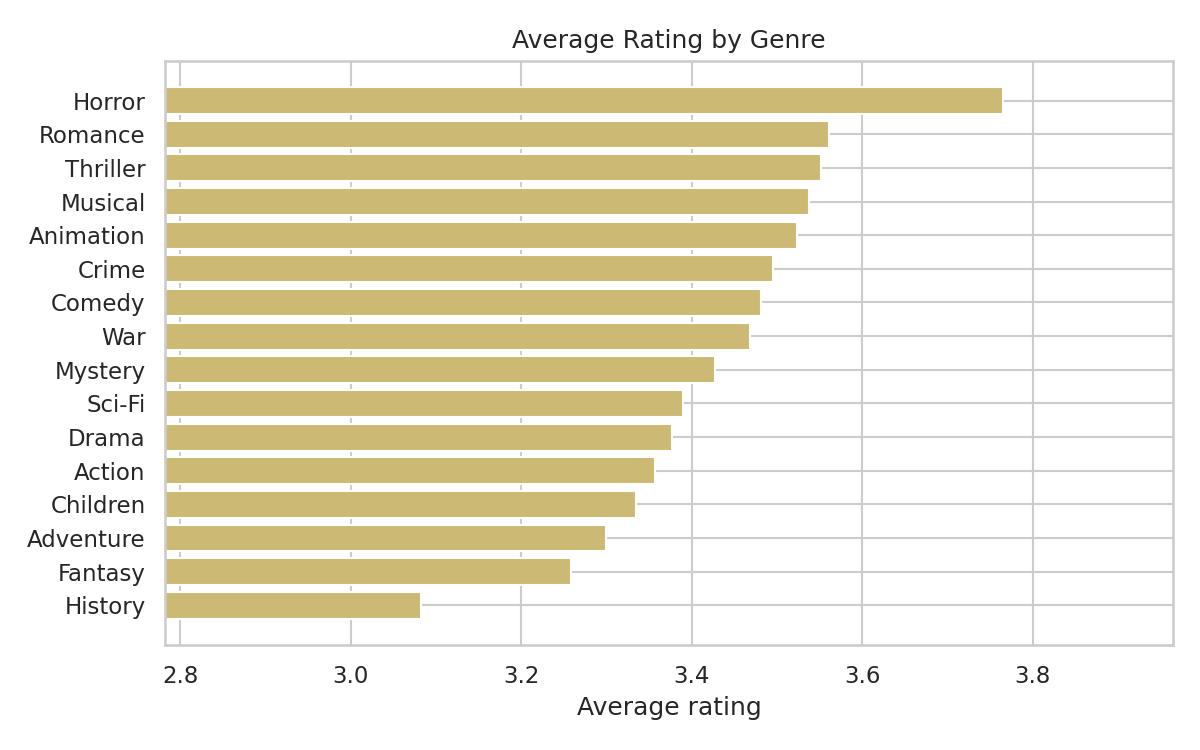 Average Rating by Genre
Horror
Romance
Thriller
Musical
Animation
Crime
Comedy
War
Mystery
Sci-Fi
Drama
Action
Children
Adventure
Fantasy
History
2.8 3.0 3.2 3.4 3.6 3.8
Average rating